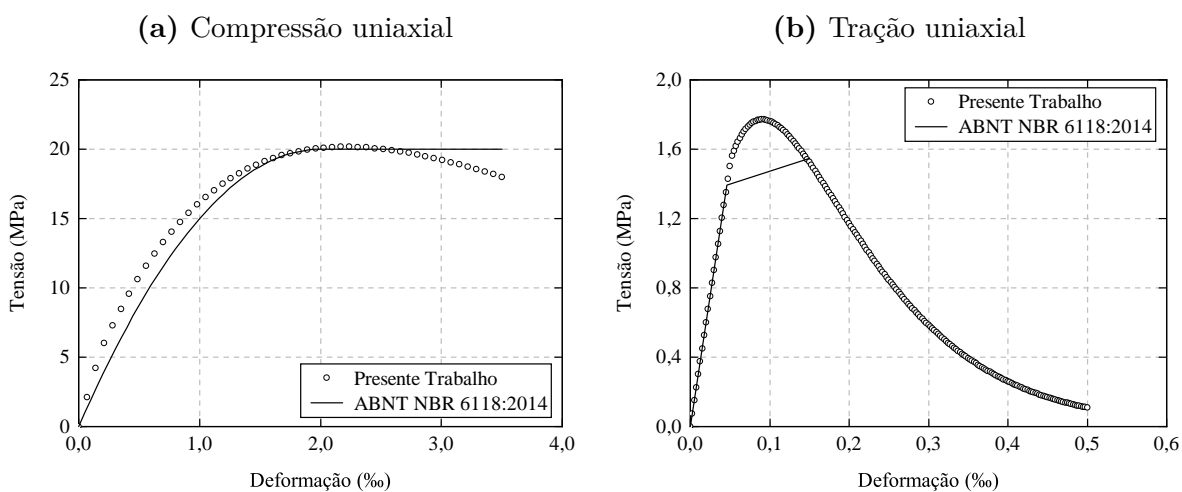 (a) Compressão uniaxial
25
20
15
10
5
0
0,0
1,0
2,0
3,0
4,0
Tensão (MPa)
Deformação (‰)
Presente Trabalho
ABNT NBR 6118:2014
(b) Tração uniaxial
2,0
1,6
1,2
0,8
0,4
0,0
0,0
0,1
0,2
0,3
0,4
0,5
0,6
Tensão (MPa)
Deformação (‰)
Presente Trabalho
ABNT NBR 6118:2014